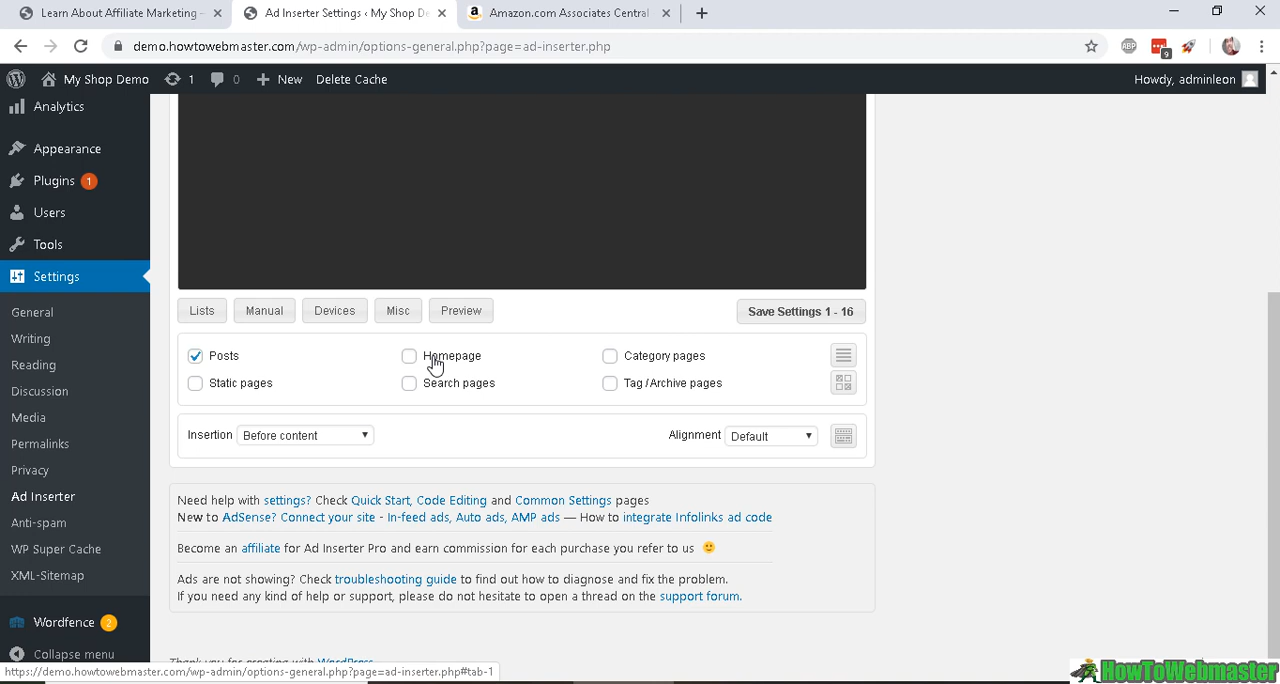 Learn About Affiliate Marketing -
Ad Inserter Settings ‹ My Shop De
Amazon.com Associates Central
demo.howtowebmaster.com/wp-admin/options-general.php?page=ad-inserter.php
ABP
9
My Shop Demo
1
0
New
Delete Cache
Howdy, adminleon
Analytics
Appearance
Plugins 1
Users
Tools
Settings
General
Writing
Reading
Discussion
Media
Permalinks
Privacy
Ad Inserter
Anti-spam
WP Super Cache
XML-Sitemap
Wordfence 2
Collapse menu
Lists
Manual
Devices
Misc
Preview
Save Settings 1 - 16
Posts
Homepage
Category pages
Static pages
Search pages
Tag / Archive pages
Insertion Before content
Alignment Default
Need help with settings? Check Quick Start, Code Editing and Common Settings pages
New to AdSense? Connect your site - In-feed ads, Auto ads, AMP ads — How to integrate Infolinks ad code
Become an affiliate for Ad Inserter Pro and earn commission for each purchase you refer to us
Ads are not showing? Check troubleshooting guide to find out how to diagnose and fix the problem.
If you need any kind of help or support, please do not hesitate to open a thread on the support forum.
Thank you for creating with WordPress.
https://demo.howtowebmaster.com/wp-admin/options-general.php?page=ad-inserter.php#tab-1
HowToWebmaster